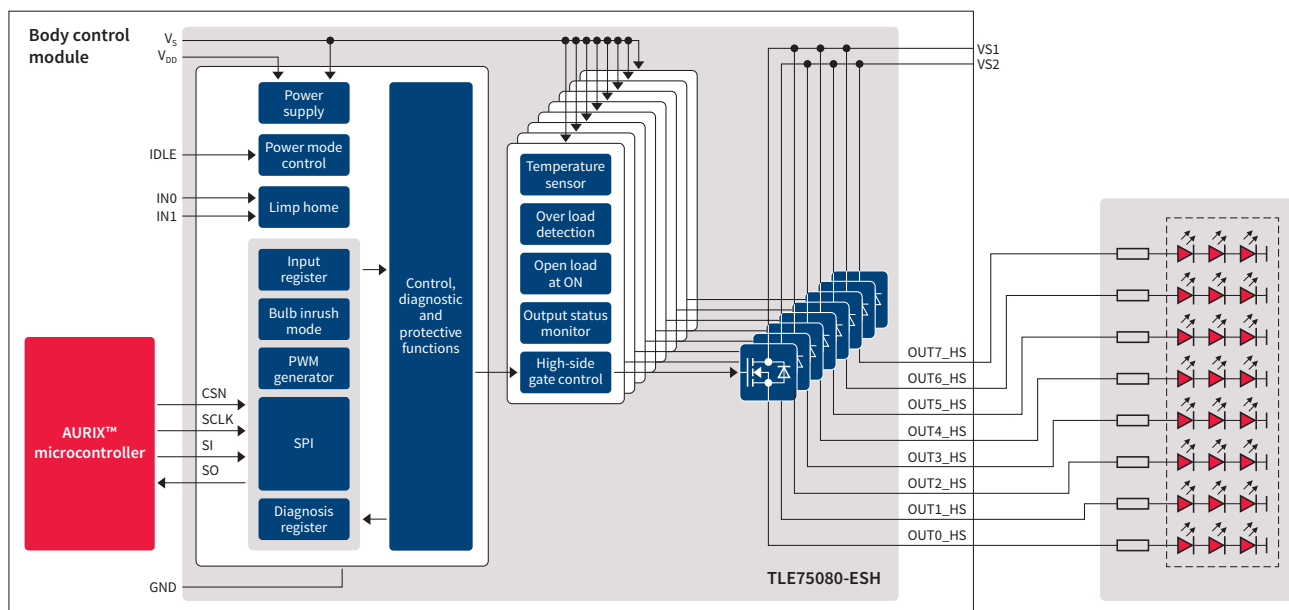 Body control
module
V_S
V_DD
VS1
VS2
Power
supply
IDLE
Power mode
control
IN0
IN1
Limp home
Input
register
Bulb inrush
mode
PWM
generator
SPI
Diagnosis
register
Control,
diagnostic
and
protective
functions
Temperature
sensor
Over load
detection
Open load
at ON
Output status
monitor
High-side
gate control
AURIX™
microcontroller
CSN
SCLK
SI
SO
GND
OUT7_HS
OUT6_HS
OUT5_HS
OUT4_HS
OUT3_HS
OUT2_HS
OUT1_HS
OUT0_HS
TLE75080-ESH